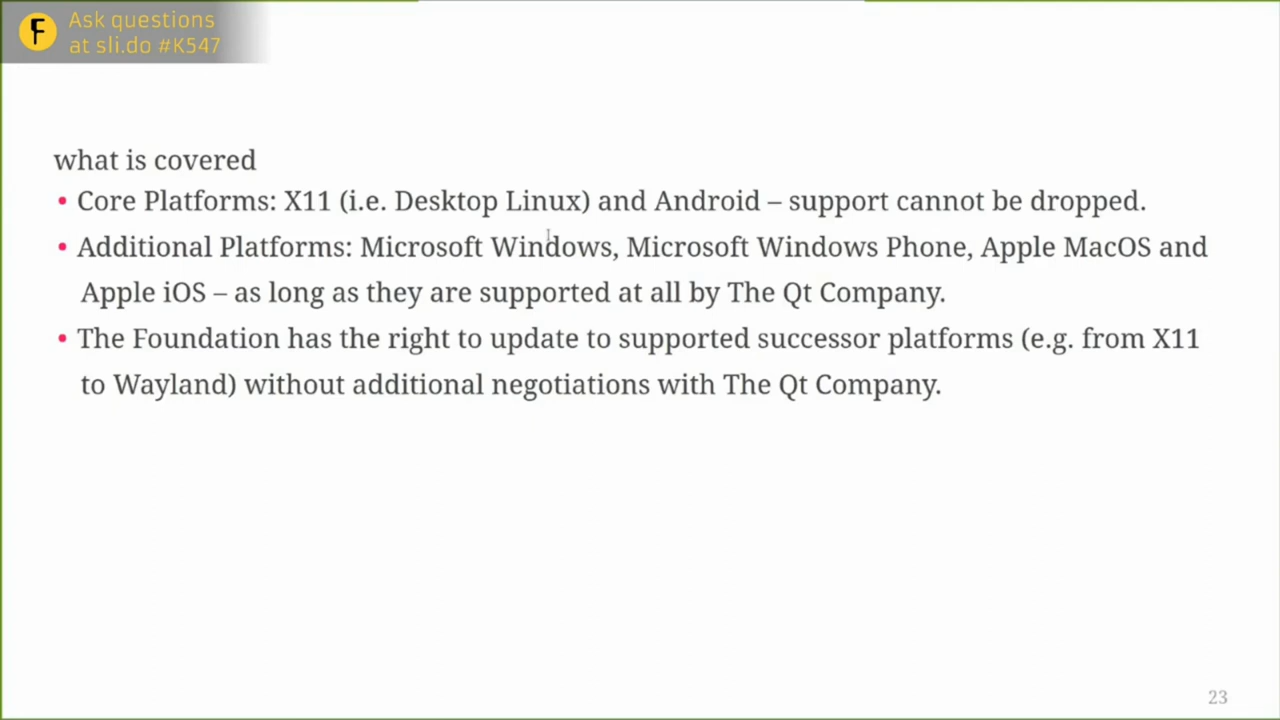 F
Ask questions
at sli.do #K547
what is covered
• Core Platforms: X11 (i.e. Desktop Linux) and Android – support cannot be dropped.
• Additional Platforms: Microsoft Windows, Microsoft Windows Phone, Apple MacOS and
Apple iOS – as long as they are supported at all by The Qt Company.
• The Foundation has the right to update to supported successor platforms (e.g. from X11
to Wayland) without additional negotiations with The Qt Company.
23